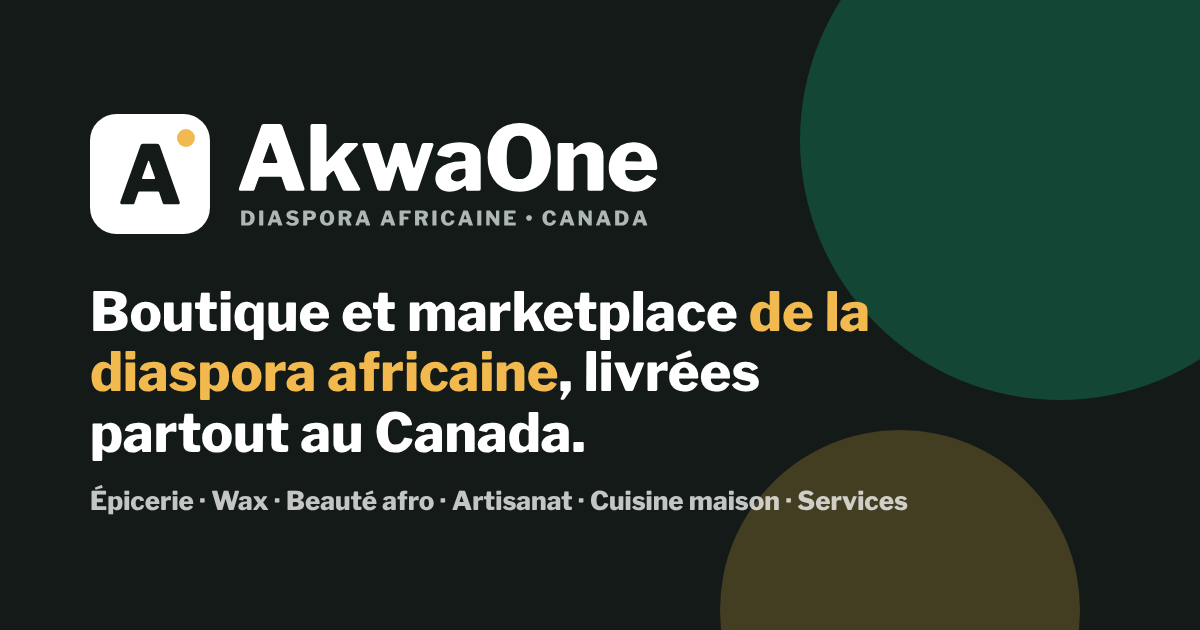 A
AkwaOne
DIASPORA AFRICAINE • CANADA
Boutique et marketplace de la
diaspora africaine, livrées
partout au Canada.
Épicerie · Wax · Beauté afro · Artisanat · Cuisine maison · Services